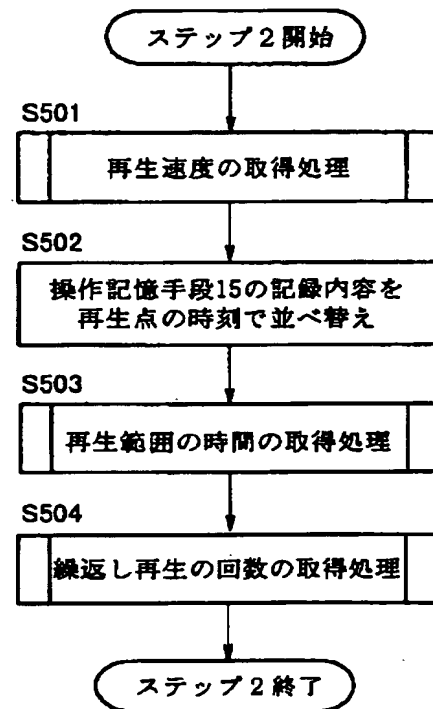 ステップ2開始
S501
再生速度の取得処理
S502
操作記憶手段15の記録内容を
再生点の時刻で並べ替え
S503
再生範囲の時間の取得処理
S504
繰返し再生の回数の取得処理
ステップ2終了